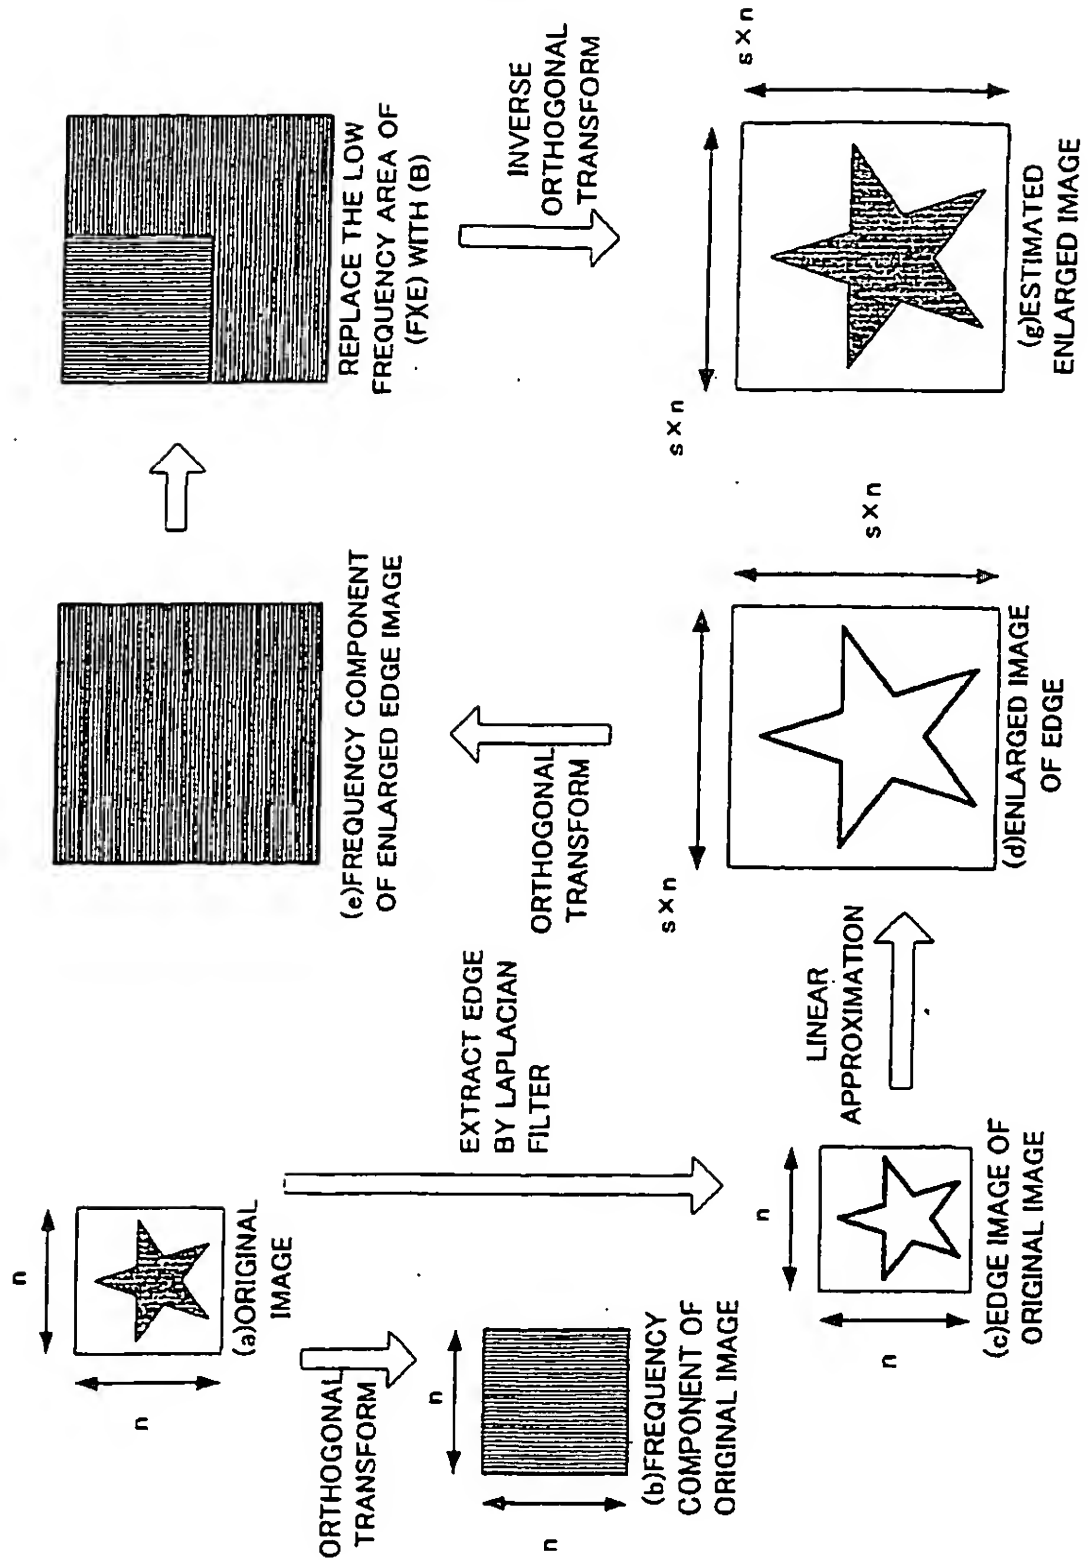 n
n
(a)ORIGINAL
IMAGE
ORTHOGONAL
TRANSFORM
n
n
(b)FREQUENCY
COMPONENT OF
ORIGINAL IMAGE
EXTRACT EDGE
BY LAPLACIAN
FILTER
n
n
(c)EDGE IMAGE OF
ORIGINAL IMAGE
LINEAR
APPROXIMATION
s×n
s×n
(d)ENLARGED IMAGE
OF EDGE
ORTHOGONAL
TRANSFORM
(e)FREQUENCY COMPONENT
OF ENLARGED EDGE IMAGE
REPLACE THE LOW
FREQUENCY AREA OF
(F)(E) WITH (B)
INVERSE
ORTHOGONAL
TRANSFORM
s×n
s×n
(g)ESTIMATED
ENLARGED IMAGE